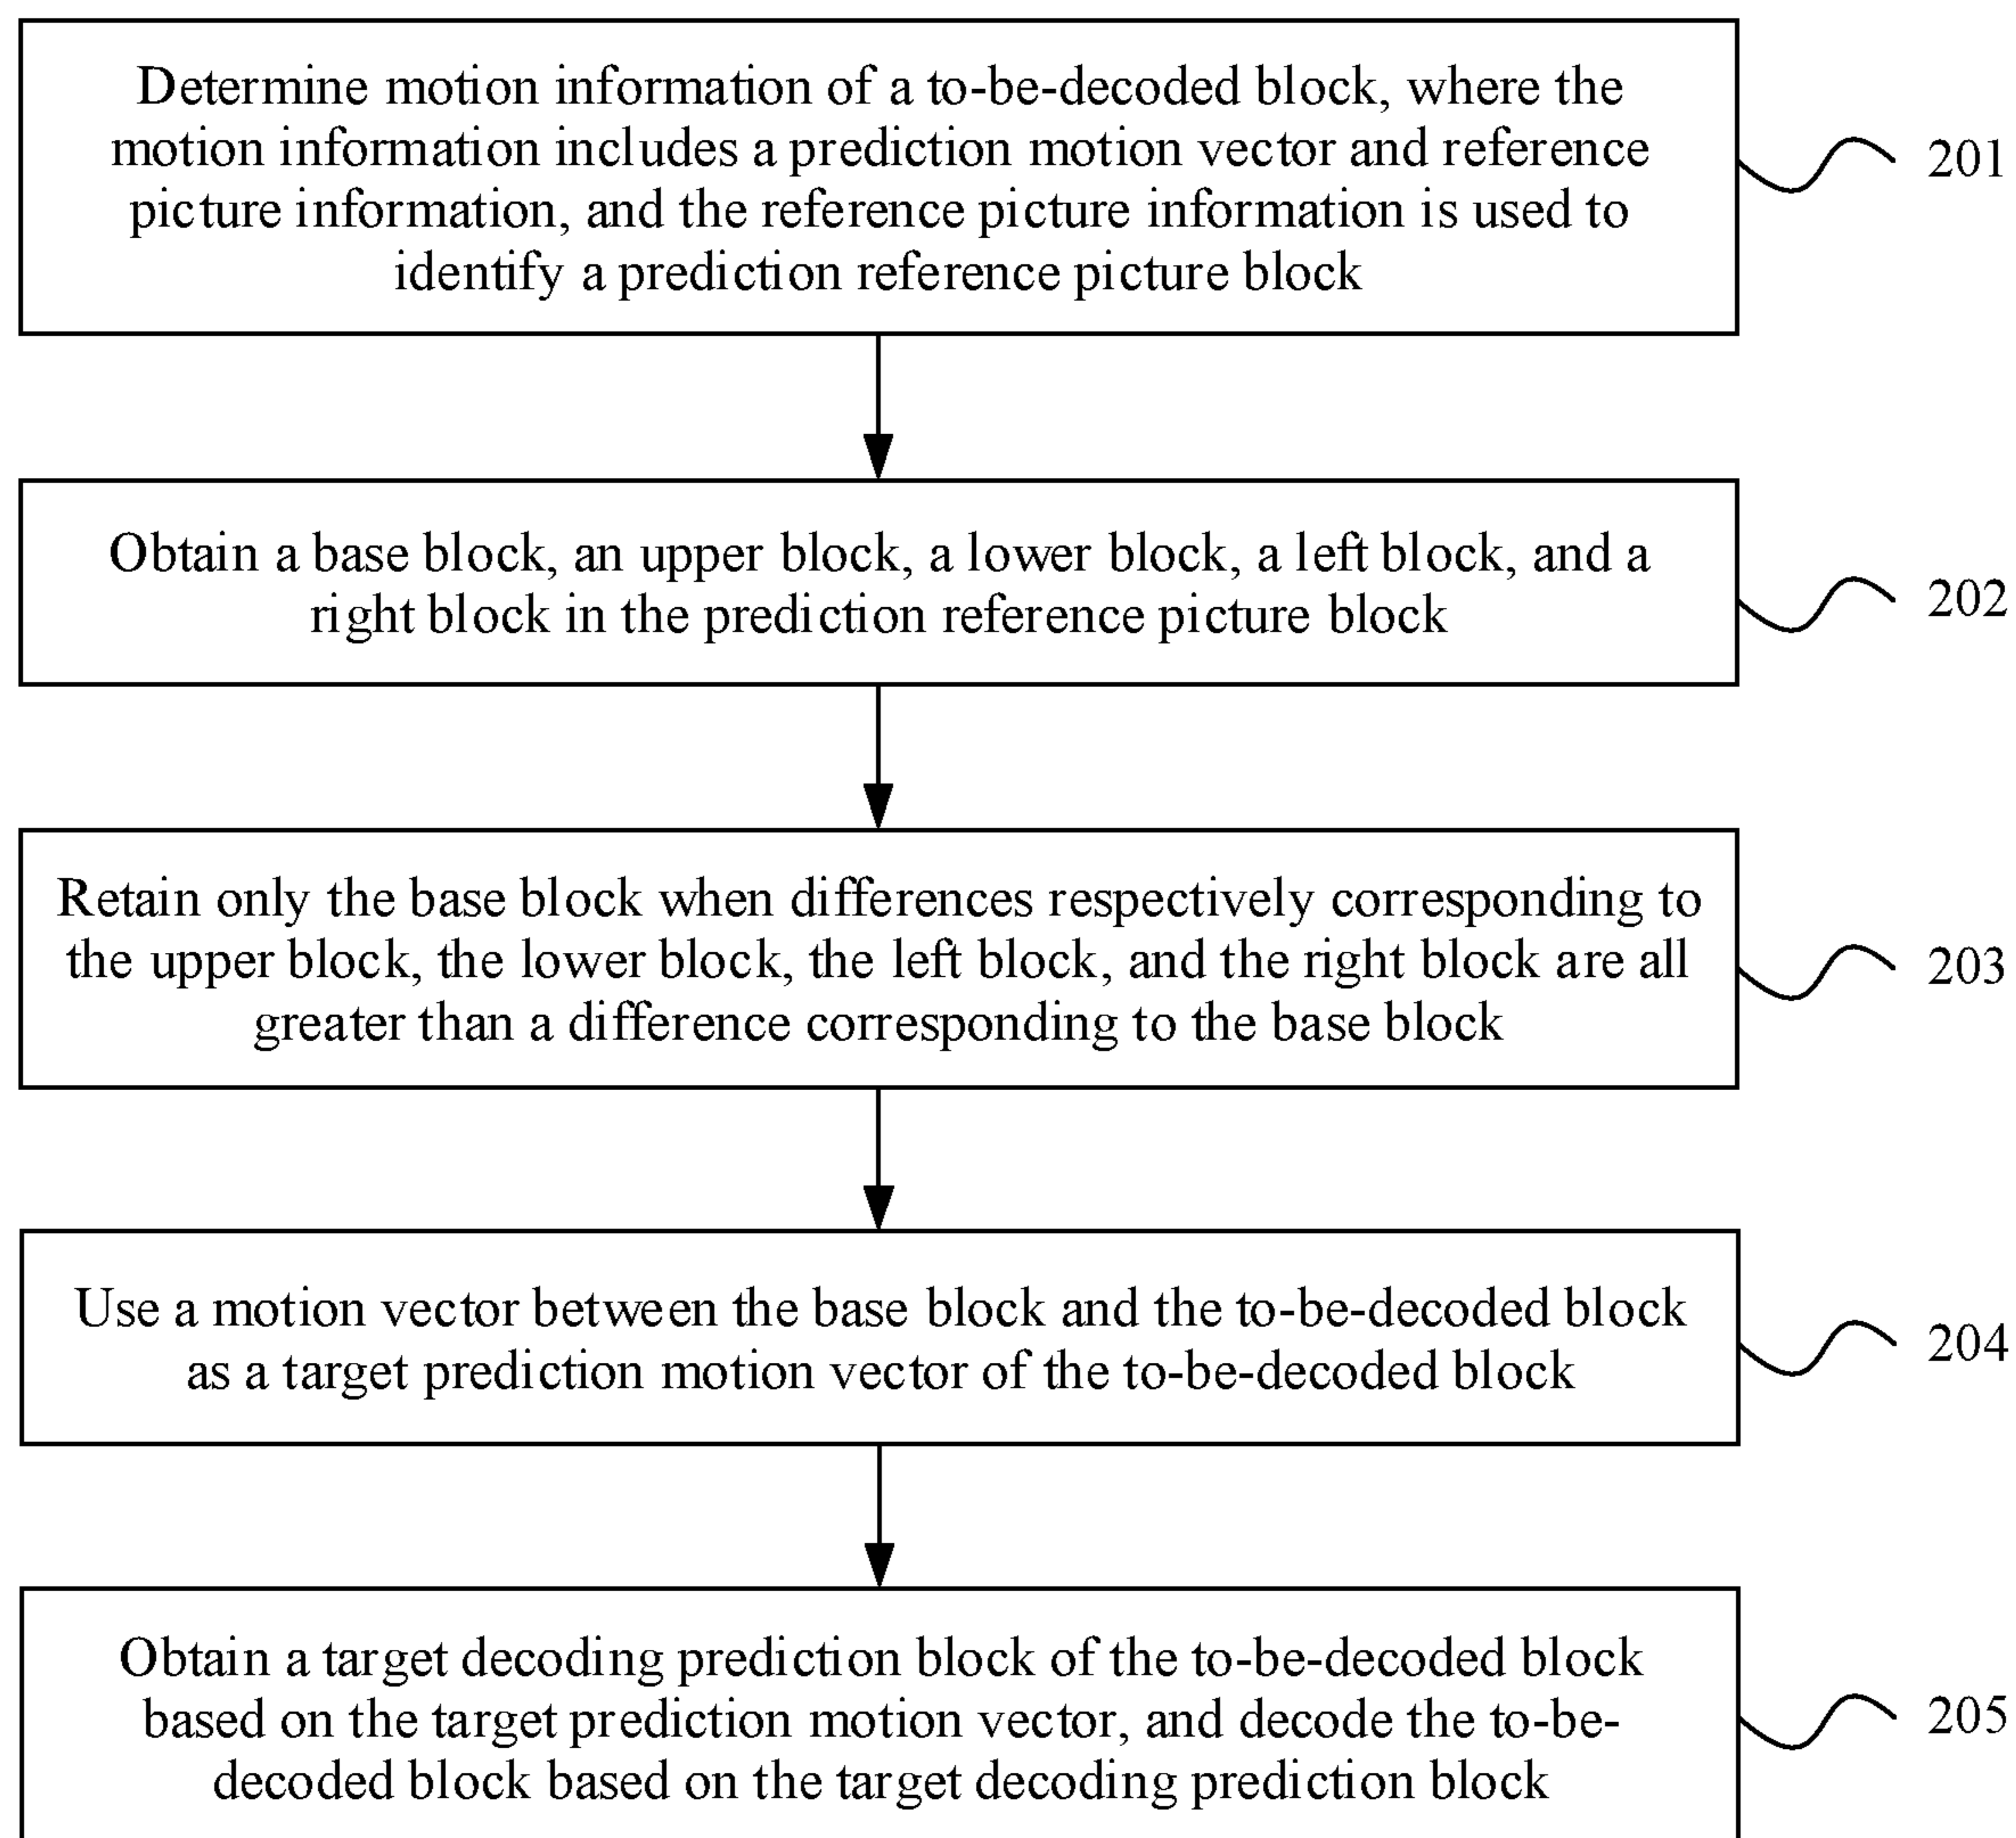 Determine motion information of a to-be-decoded block, where the
motion information includes a prediction motion vector and reference
picture information, and the reference picture information is used to
identify a prediction reference picture block
201
Obtain a base block, an upper block, a lower block, a left block, and a
right block in the prediction reference picture block
202
Retain only the base block when differences respectively corresponding to
the upper block, the lower block, the left block, and the right block are all
greater than a difference corresponding to the base block
203
Use a motion vector between the base block and the to-be-decoded block
as a target prediction motion vector of the to-be-decoded block
204
Obtain a target decoding prediction block of the to-be-decoded block
based on the target prediction motion vector, and decode the to-be-
decoded block based on the target decoding prediction block
205